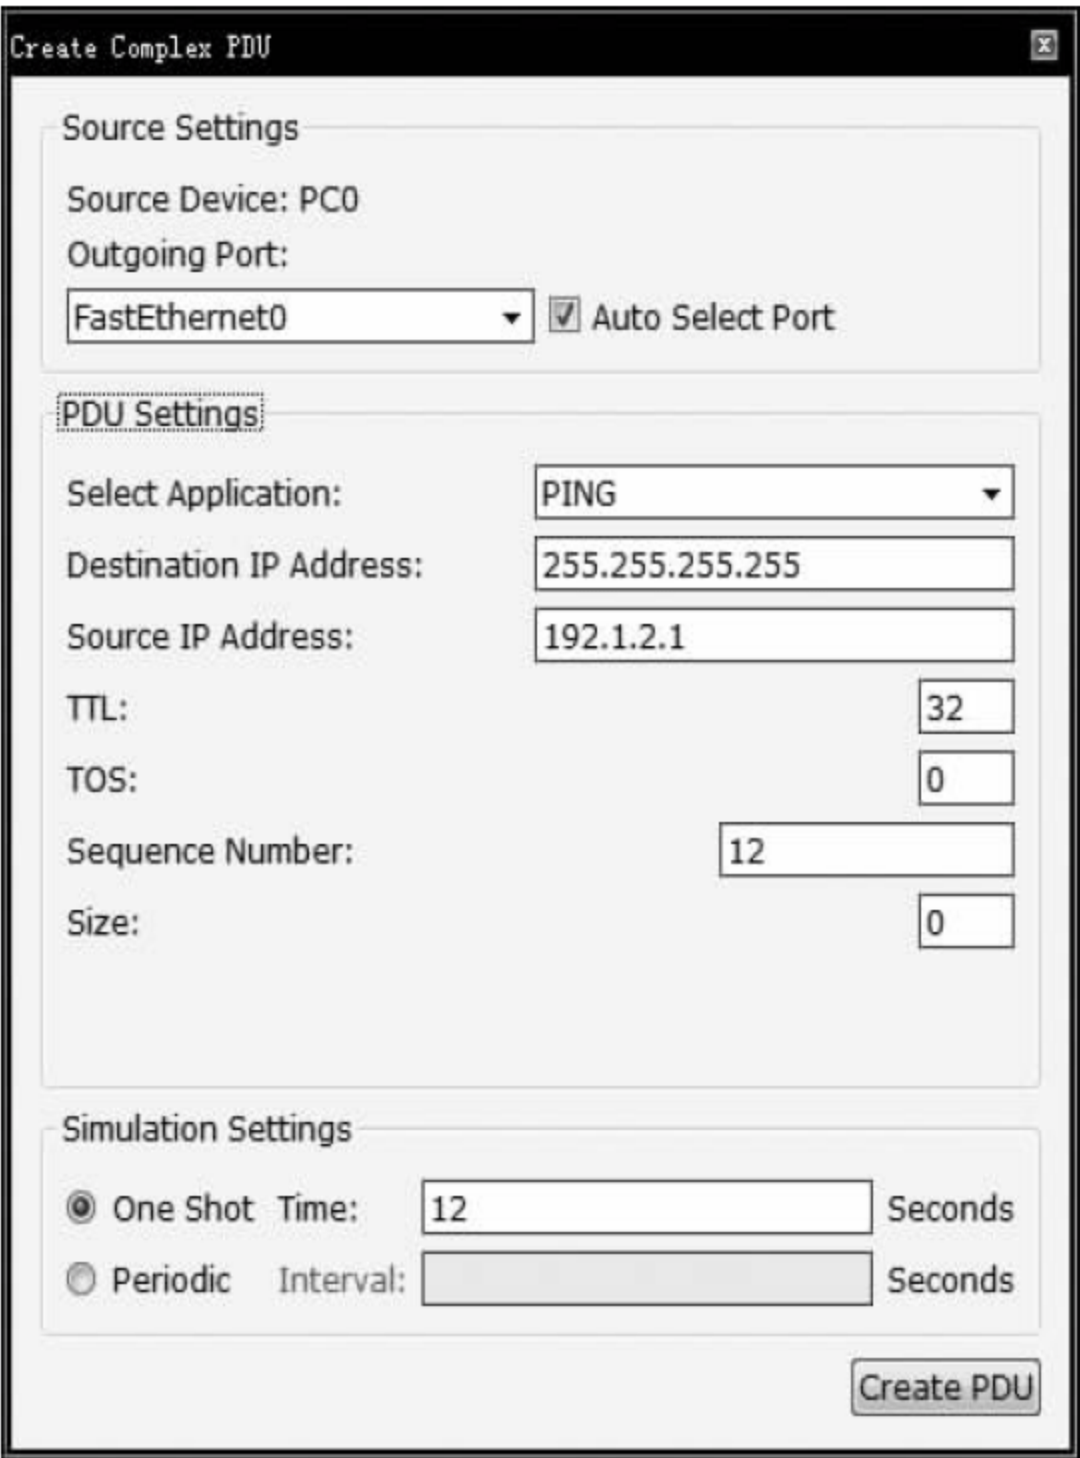 Create Complex PDU
Source Settings
Source Device: PC0
Outgoing Port:
FastEthernet0 Auto Select Port
PDU Settings
Select Application: PING
Destination IP Address: 255.255.255.255
Source IP Address: 192.1.2.1
TTL: 32
TOS: 0
Sequence Number: 12
Size: 0
Simulation Settings
One Shot Time: 12 Seconds
Periodic Interval: Seconds
Create PDU